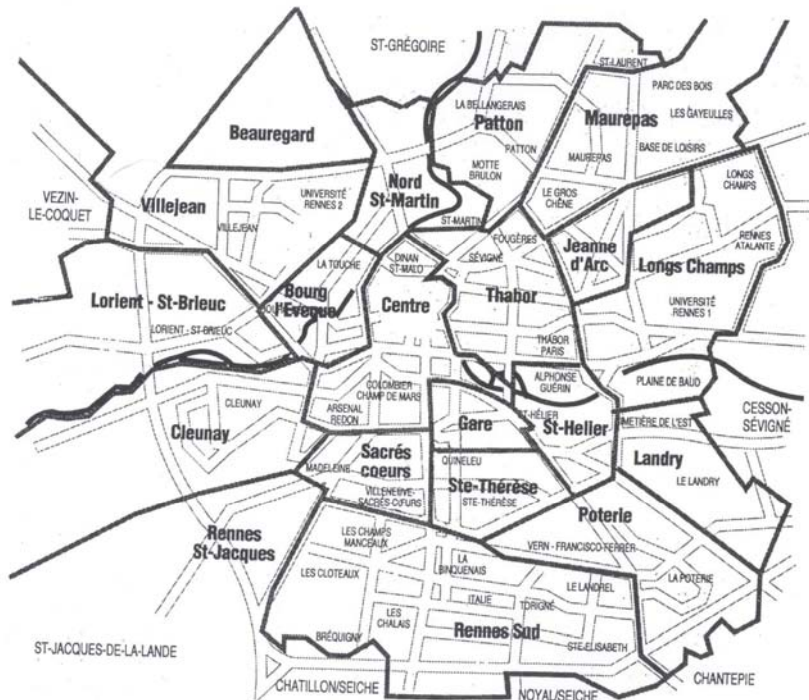 ST-GRÉGOIRE
ST-LAURENT
PARC DES BOIS
LA BELLANGERAIS
Maurepas
LES GAYEULLES
Beauregard
Patton
PATTON
MAUREPAS
BASE DE LOISIRS
MOTTE
BRULON
Nord
St-Martin
UNIVERSITÉ
RENNES 2
LONGS
CHAMPS
VEZIN-
LE-COQUET
Villejean
VILLEJEAN
LE GROS
CHÊNE
ST-MARTIN
FOUGÈRES
Jeanne
d'Arc
RENNES
ATALANTE
LA TOUCHE
DINAN
ST-MALO
SÉVIGNÉ
Longs Champs
Lorient - St-Brieuc
Bourg
l'Eveque
Centre
Thabor
UNIVERSITÉ
RENNES 1
LORIENT - ST-BRIEUC
THABOR
PARIS
ALPHONSE
GUÉRIN
PLAINE DE BAUD
COLOMBIER
CHAMP DE MARS
CLEUNAY
ARSENAL
REDON
ST-HÉLIER
CESSON-
SÉVIGNÉ
Gare
St-Helier
CIMETIÈRE DE L'EST
Cleunay
Sacrés
coeurs
Landry
MADELEINE
QUINELEU
LE LANDRY
VILLENEUVE-
SACRÉS-CŒURS
Ste-Thérèse
STE-THÉRÈSE
Poterie
Rennes
St-Jacques
LES CHAMPS
MANCEAUX
VERN - FRANCISCO-FERRER
LA
BINQUENAIS
LES CLOTEAUX
LE LANDREL
LA POTERIE
ITALIE
TORIGNÉ
LES
CHALAIS
Rennes Sud
BRÉQUIGNY
STE-ELISABETH
ST-JACQUES-DE-LA-LANDE
CHATILLON/SEICHE
NOYAL/SEICHE
CHANTEPIE